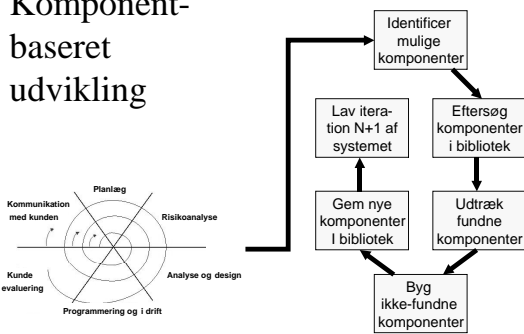 Komponent-
baseret
udvikling
Identificer
mulige
komponenter
Lav itera-
tion N+1 af
systemet
Eftersøg
komponenter
i bibliotek
Gem nye
komponenter
I bibliotek
Udtræk
fundne
komponenter
Byg
ikke-fundne
komponenter
Planlæg
Kommunikation
med kunden
Risikoanalyse
Kunde
evaluering
Analyse og design
Programmering og i drift